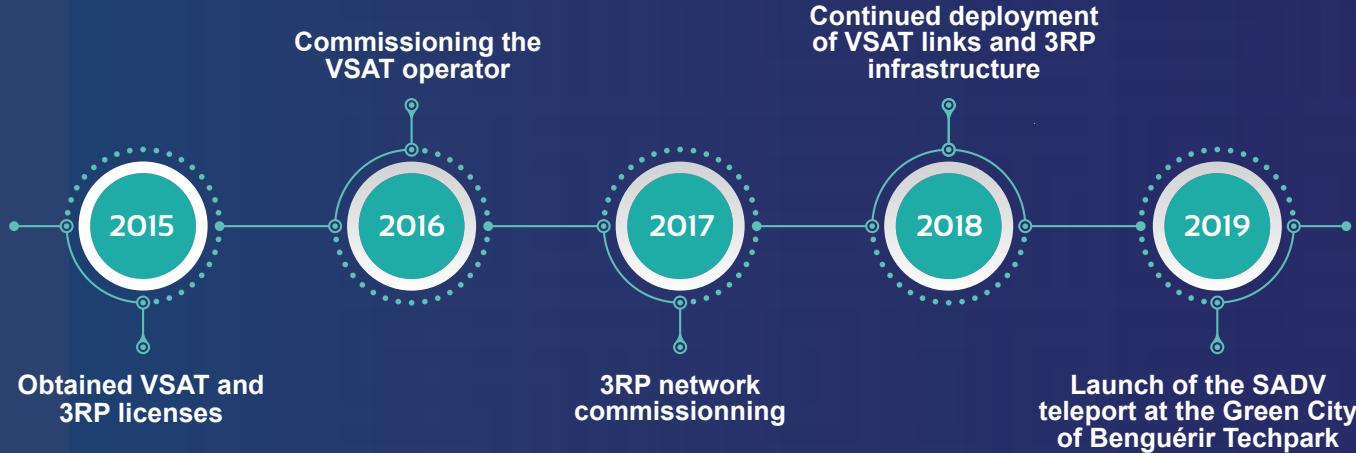 2015
Obtained VSAT and
3RP licenses
Commissioning the
VSAT operator
2016
2017
3RP network
commissionning
Continued deployment
of VSAT links and 3RP
infrastructure
2018
2019
Launch of the SADV
teleport at the Green City
of Benguérir Techpark